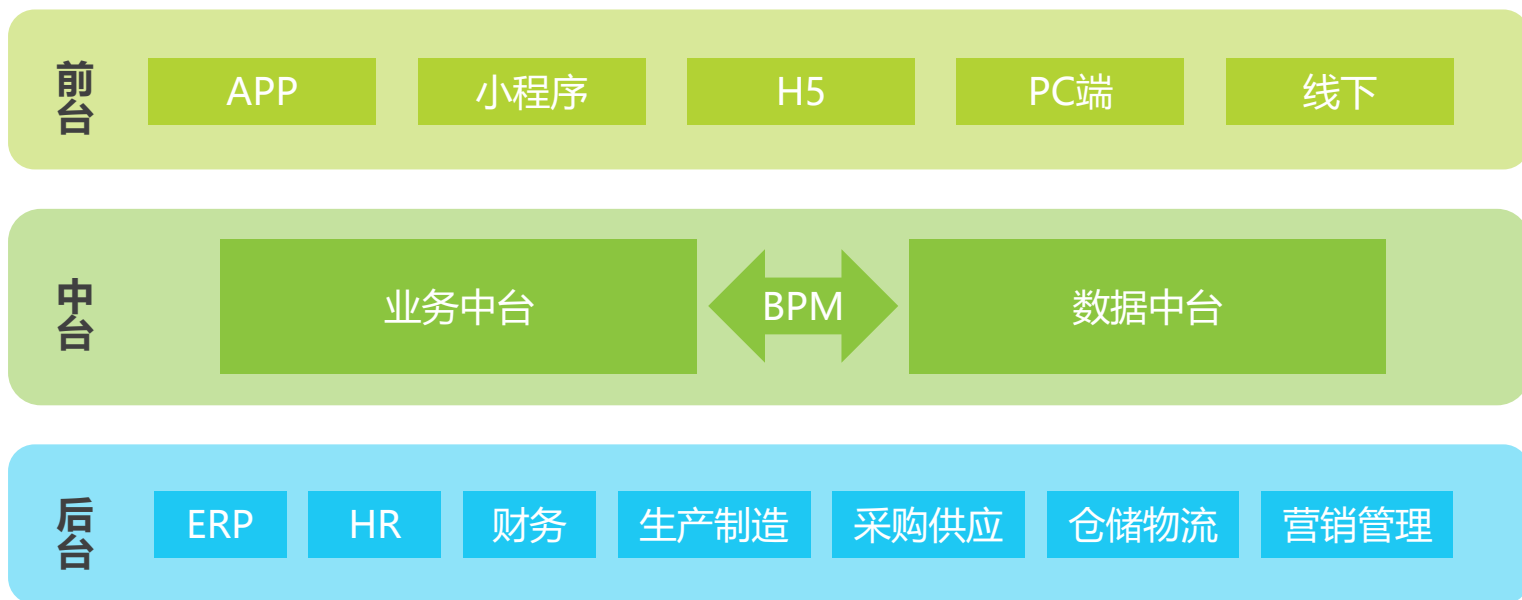 前台
APP
小程序
H5
PC端
线下
中台
业务中台
BPM
数据中台
后台
ERP
HR
财务
生产制造
采购供应
仓储物流
营销管理